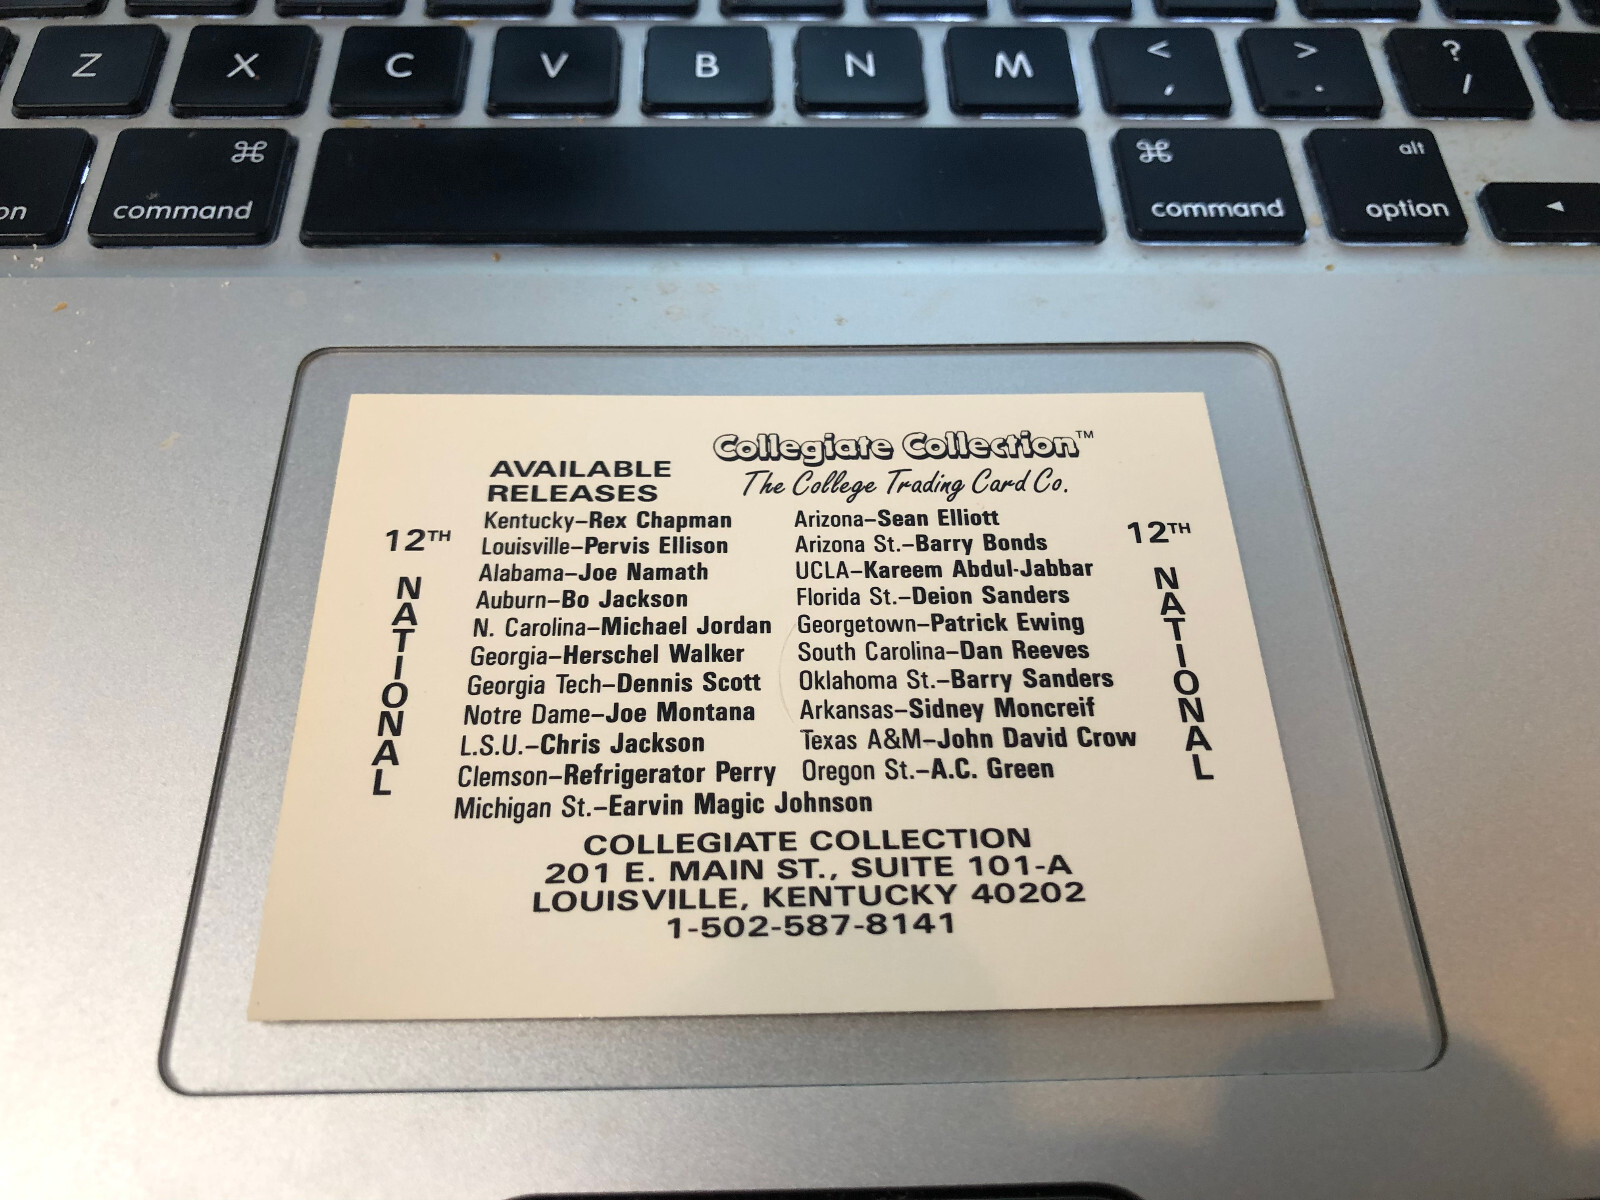 Z X C V B N M < , > . ? /
on ⌘ command ⌘ command alt option ◄
Collegiate Collection™
The College Trading Card Co.
AVAILABLE
RELEASES
12TH
NATIONAL
Kentucky–Rex Chapman
Louisville–Pervis Ellison
Alabama–Joe Namath
Auburn–Bo Jackson
N. Carolina–Michael Jordan
Georgia–Herschel Walker
Georgia Tech–Dennis Scott
Notre Dame–Joe Montana
L.S.U.–Chris Jackson
Clemson–Refrigerator Perry
Michigan St.–Earvin Magic Johnson
Arizona–Sean Elliott
Arizona St.–Barry Bonds
UCLA–Kareem Abdul-Jabbar
Florida St.–Deion Sanders
Georgetown–Patrick Ewing
South Carolina–Dan Reeves
Oklahoma St.–Barry Sanders
Arkansas–Sidney Moncreif
Texas A&M–John David Crow
Oregon St.–A.C. Green
12TH
NATIONAL
COLLEGIATE COLLECTION
201 E. MAIN ST., SUITE 101-A
LOUISVILLE, KENTUCKY 40202
1-502-587-8141